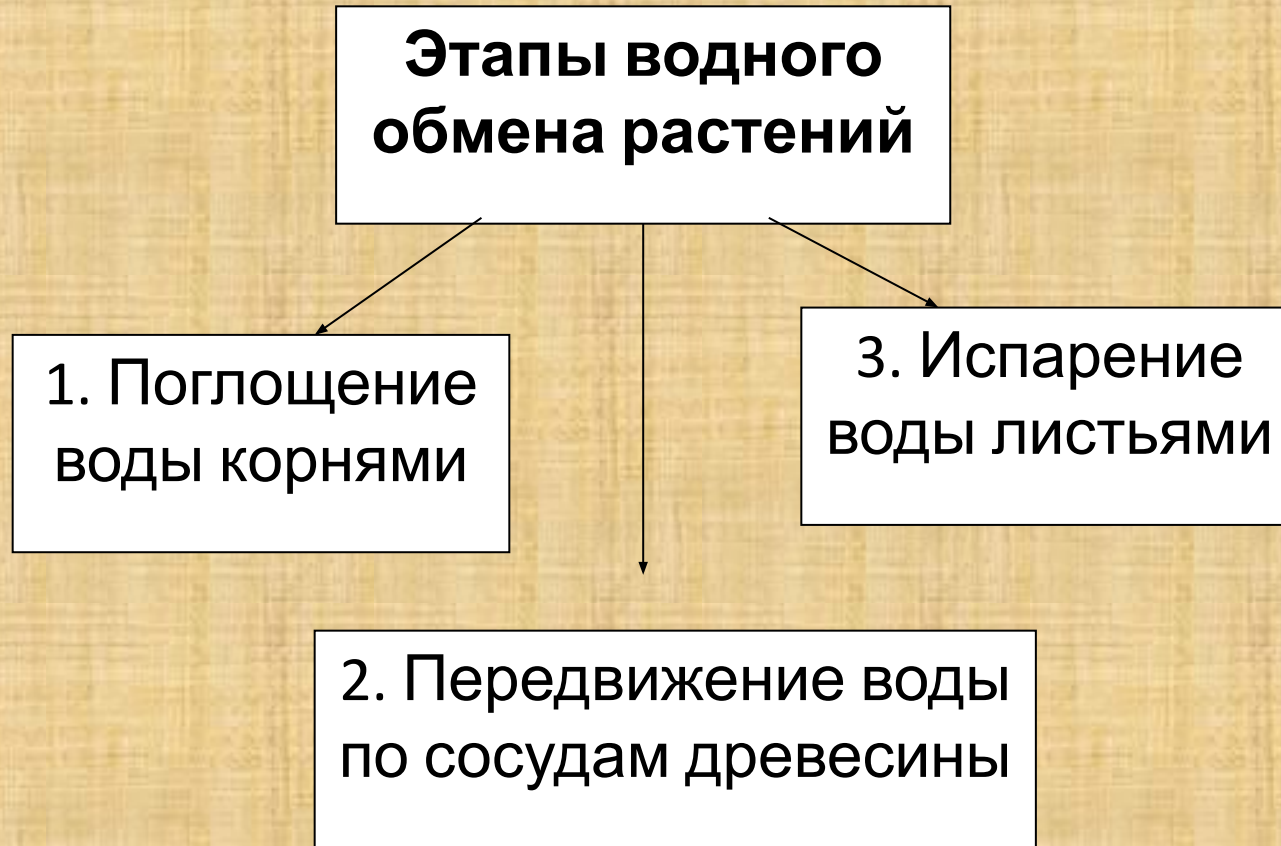 Этапы водного
обмена растений
1. Поглощение
воды корнями
3. Испарение
воды листьями
2. Передвижение воды
по сосудам древесины